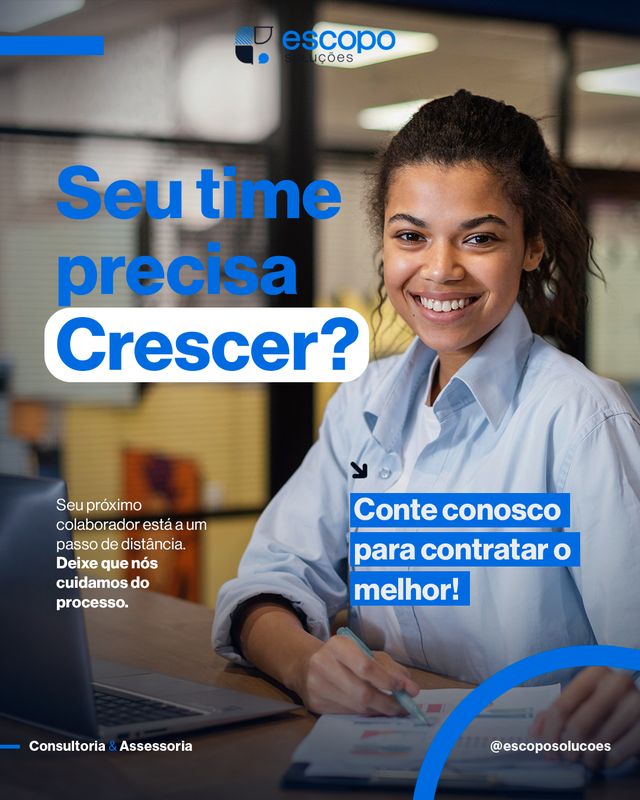 escopo
soluções
Seu time
precisa
Crescer?
Seu próximo
colaborador está a um
passo de distância.
Deixe que nós
cuidamos do
processo.
Conte conosco
para contratar o
melhor!
Consultoria & Assessoria
@escoposolucoes